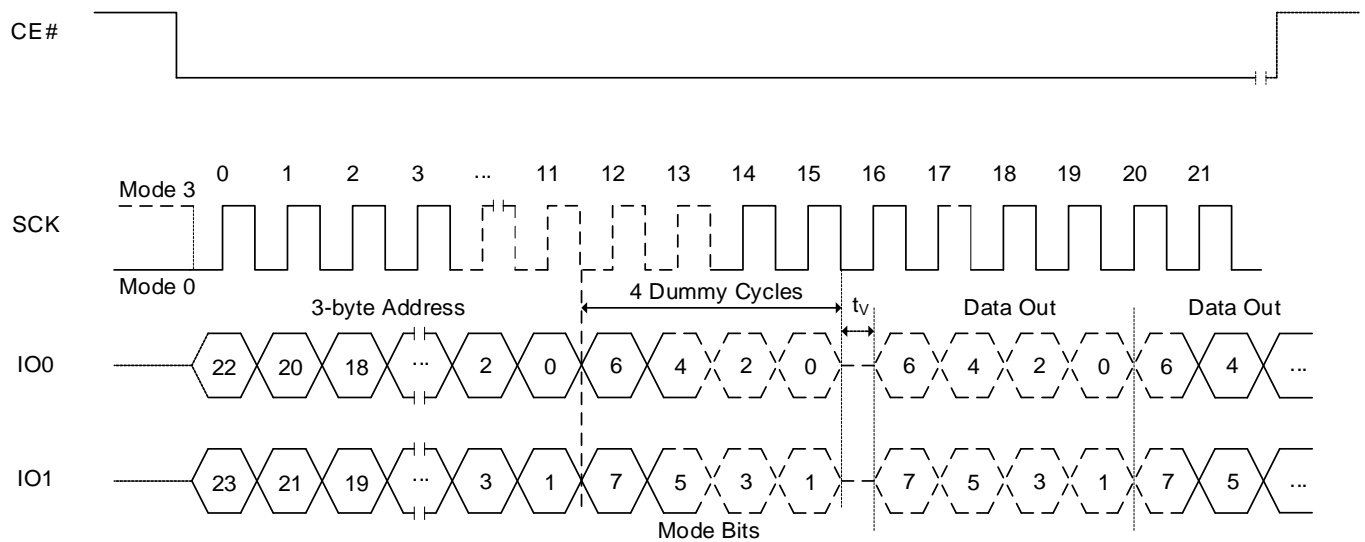 CE#
0 1 2 3 ... 11 12 13 14 15 16 17 18 19 20 21
Mode 3
SCK
Mode 0
3-byte Address 4 Dummy Cycles tV Data Out Data Out
IO0 22 20 18 ... 2 0 6 4 2 0 6 4 2 0 6 4 ...
IO1 23 21 19 ... 3 1 7 5 3 1 7 5 3 1 7 5 ...
Mode Bits